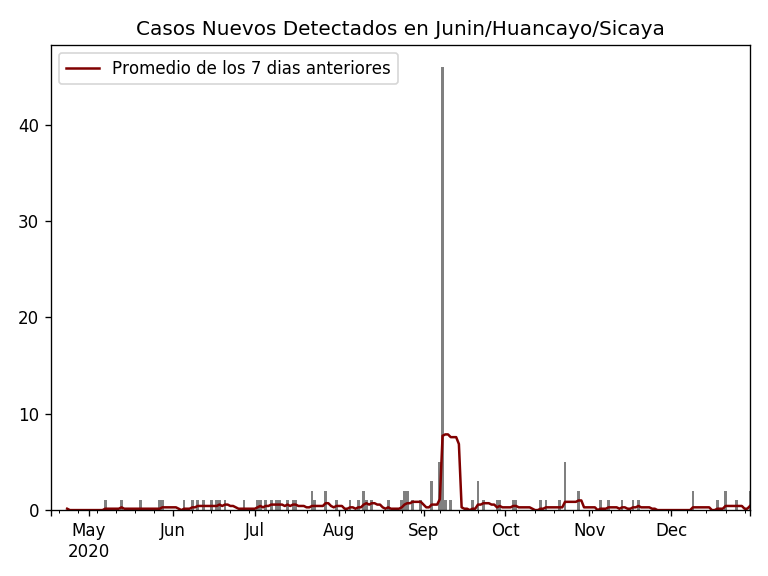 Casos Nuevos Detectados en Junin/Huancayo/Sicaya
Promedio de los 7 dias anteriores
40
30
20
10
0
May Jun Jul Aug Sep Oct Nov Dec
2020